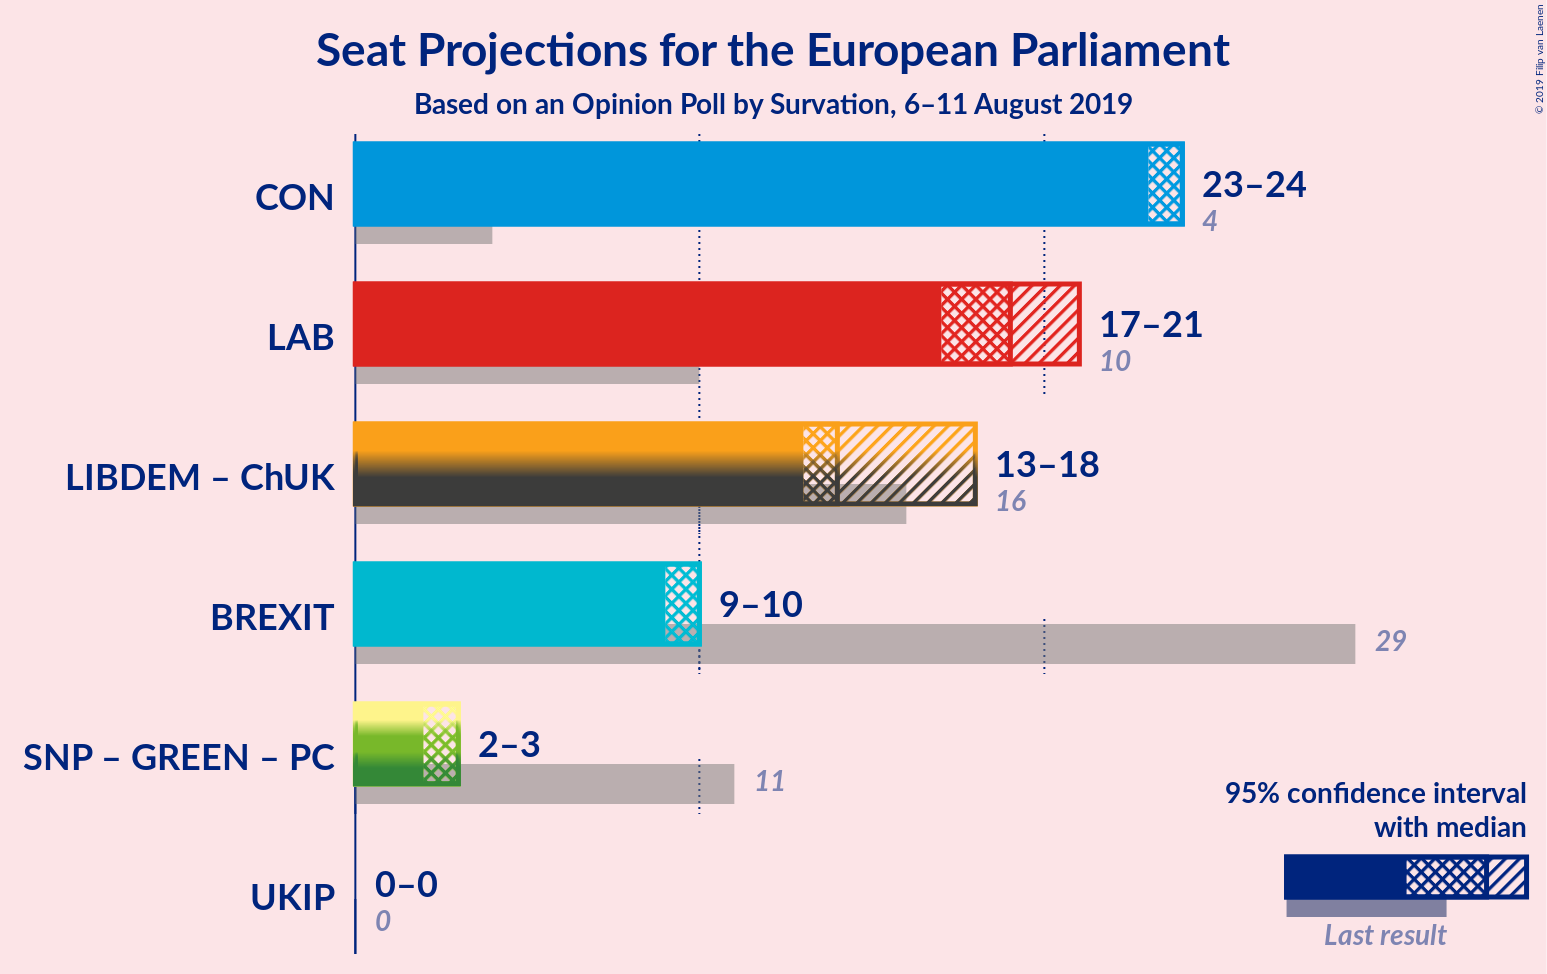 Seat Projections for the European Parliament
Based on an Opinion Poll by Survation, 6–11 August 2019
© 2019 Filip van Laenen
CON
23–24
4
LAB
17–21
10
LIBDEM – ChUK
13–18
16
BREXIT
9–10
29
SNP – GREEN – PC
2–3
11
UKIP
0–0
0
95% confidence interval
with median
Last result